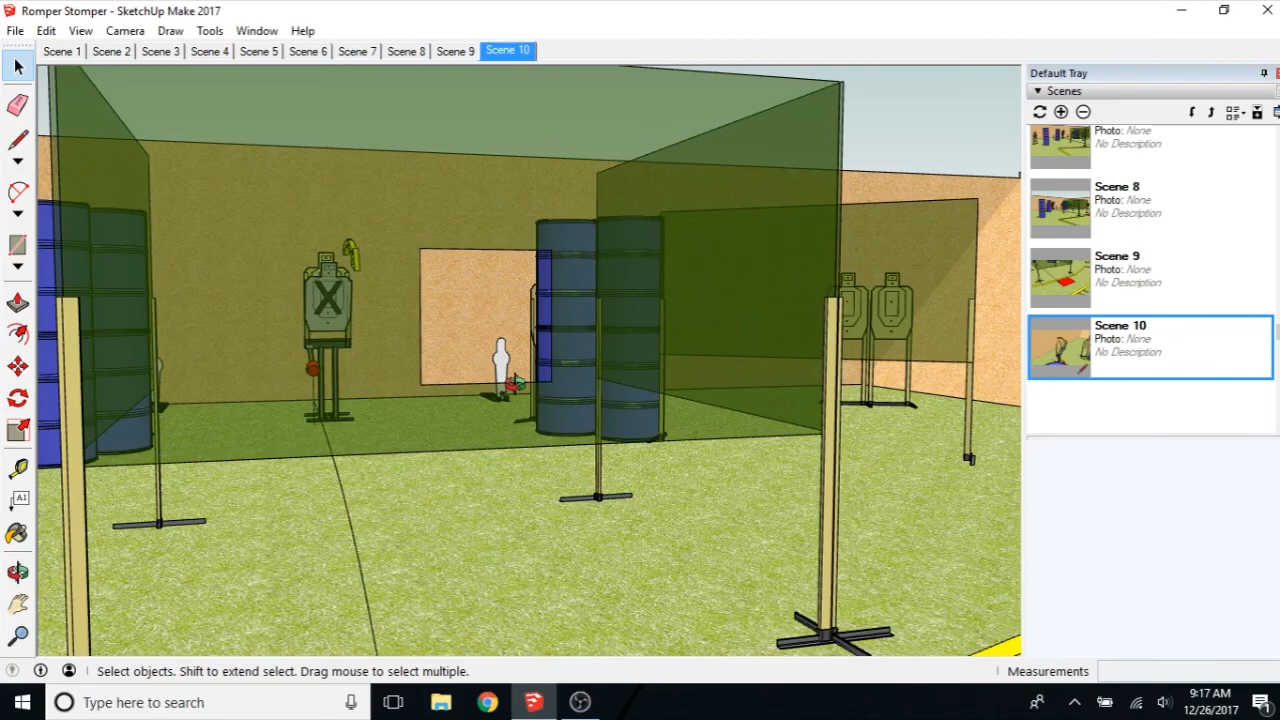 Romper Stomper - SketchUp Make 2017
File Edit View Camera Draw Tools Window Help
Scene 1 Scene 2 Scene 3 Scene 4 Scene 5 Scene 6 Scene 7 Scene 8 Scene 9 Scene 10
Default Tray
Scenes
Photo: None
No Description
Scene 8
Photo: None
No Description
Scene 9
Photo: None
No Description
Scene 10
Photo: None
No Description
A1
X
Select objects. Shift to extend select. Drag mouse to select multiple.
Measurements
Type here to search
9:17 AM
12/26/2017
1